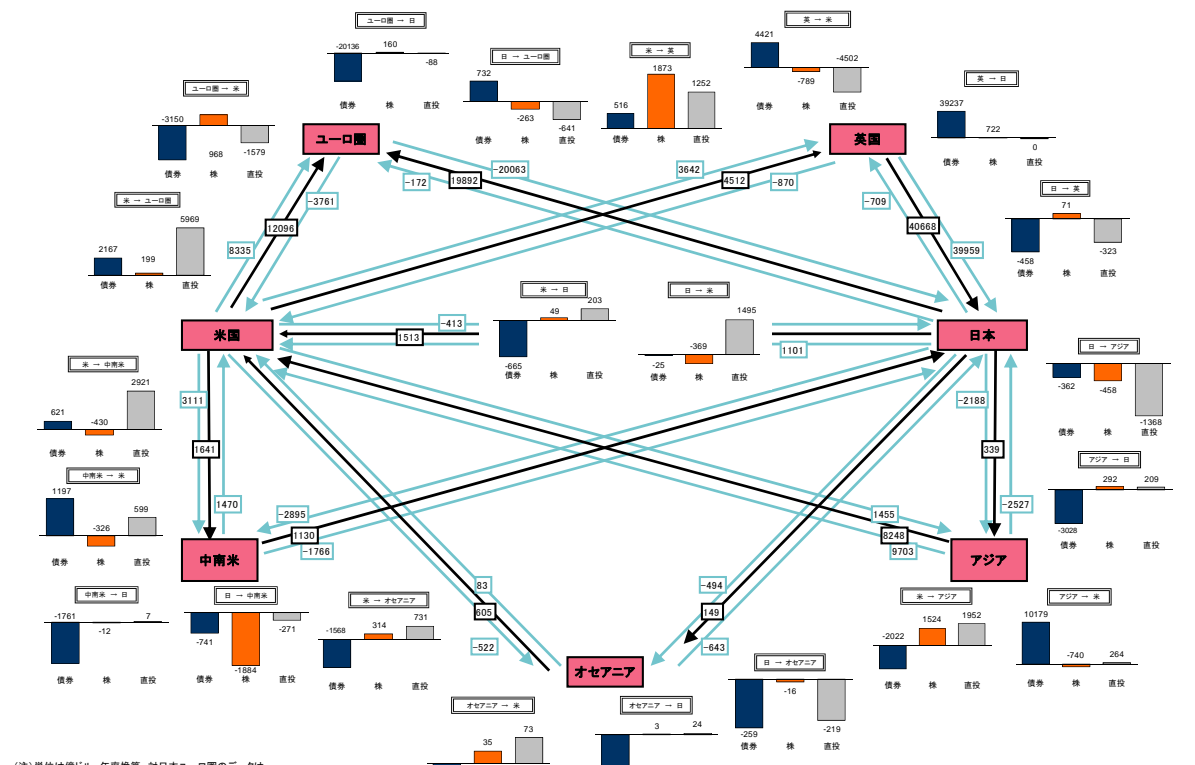 ユーロ圏 → 日
-20136 160 -88
債券 株 直投
日 → ユーロ圏
732 -263 -641
債券 株 直投
米 → 英
516 1873 1252
債券 株 直投
英 → 米
4421 -789 -4502
債券 株 直投
英 → 日
39237 722 0
債券 株 直投
ユーロ圏 → 米
-3150 968 -1579
債券 株 直投
ユーロ圏
英国
-172
19892
-20063
3642
4512
-870
-709
40668
39959
日 → 英
-458 71 -323
債券 株 直投
米 → ユーロ圏
2167 199 5969
債券 株 直投
-3761
12096
8335
米国
-413
1513
米 → 日
-665 49 203
債券 株 直投
日 → 米
-25 -369 1495
債券 株 直投
1101
日本
米 → 中南米
621 -430 2921
債券 株 直投
3111
1641
1470
-2188
339
-2527
日 → アジア
-362 -458 -1368
債券 株 直投
中南米 → 米
1197 -326 599
債券 株 直投
アジア → 日
-3028 292 209
債券 株 直投
-2895
1130
-1766
1455
8248
9703
中南米
アジア
中南米 → 日
-1761 -12 7
債券 株 直投
日 → 中南米
-741 -1884 -271
債券 株 直投
米 → オセアニア
-1568 314 731
債券 株 直投
83
605
-522
-494
149
-643
オセアニア
米 → アジア
-2022 1524 1952
債券 株 直投
アジア → 米
10179 -740 264
債券 株 直投
日 → オセアニア
-259 -16 -219
債券 株 直投
オセアニア → 米
35 73
オセアニア → 日
3 24